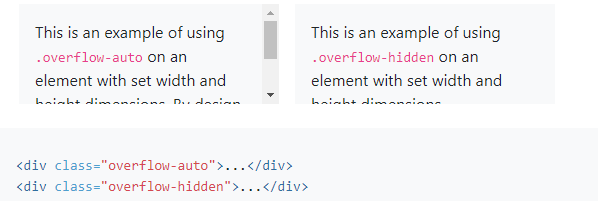 This is an example of using
.overflow-auto on an
element with set width and
height dimensions. By design
This is an example of using
.overflow-hidden on an
element with set width and
height dimensions.
<div class="overflow-auto">...</div>
<div class="overflow-hidden">...</div>